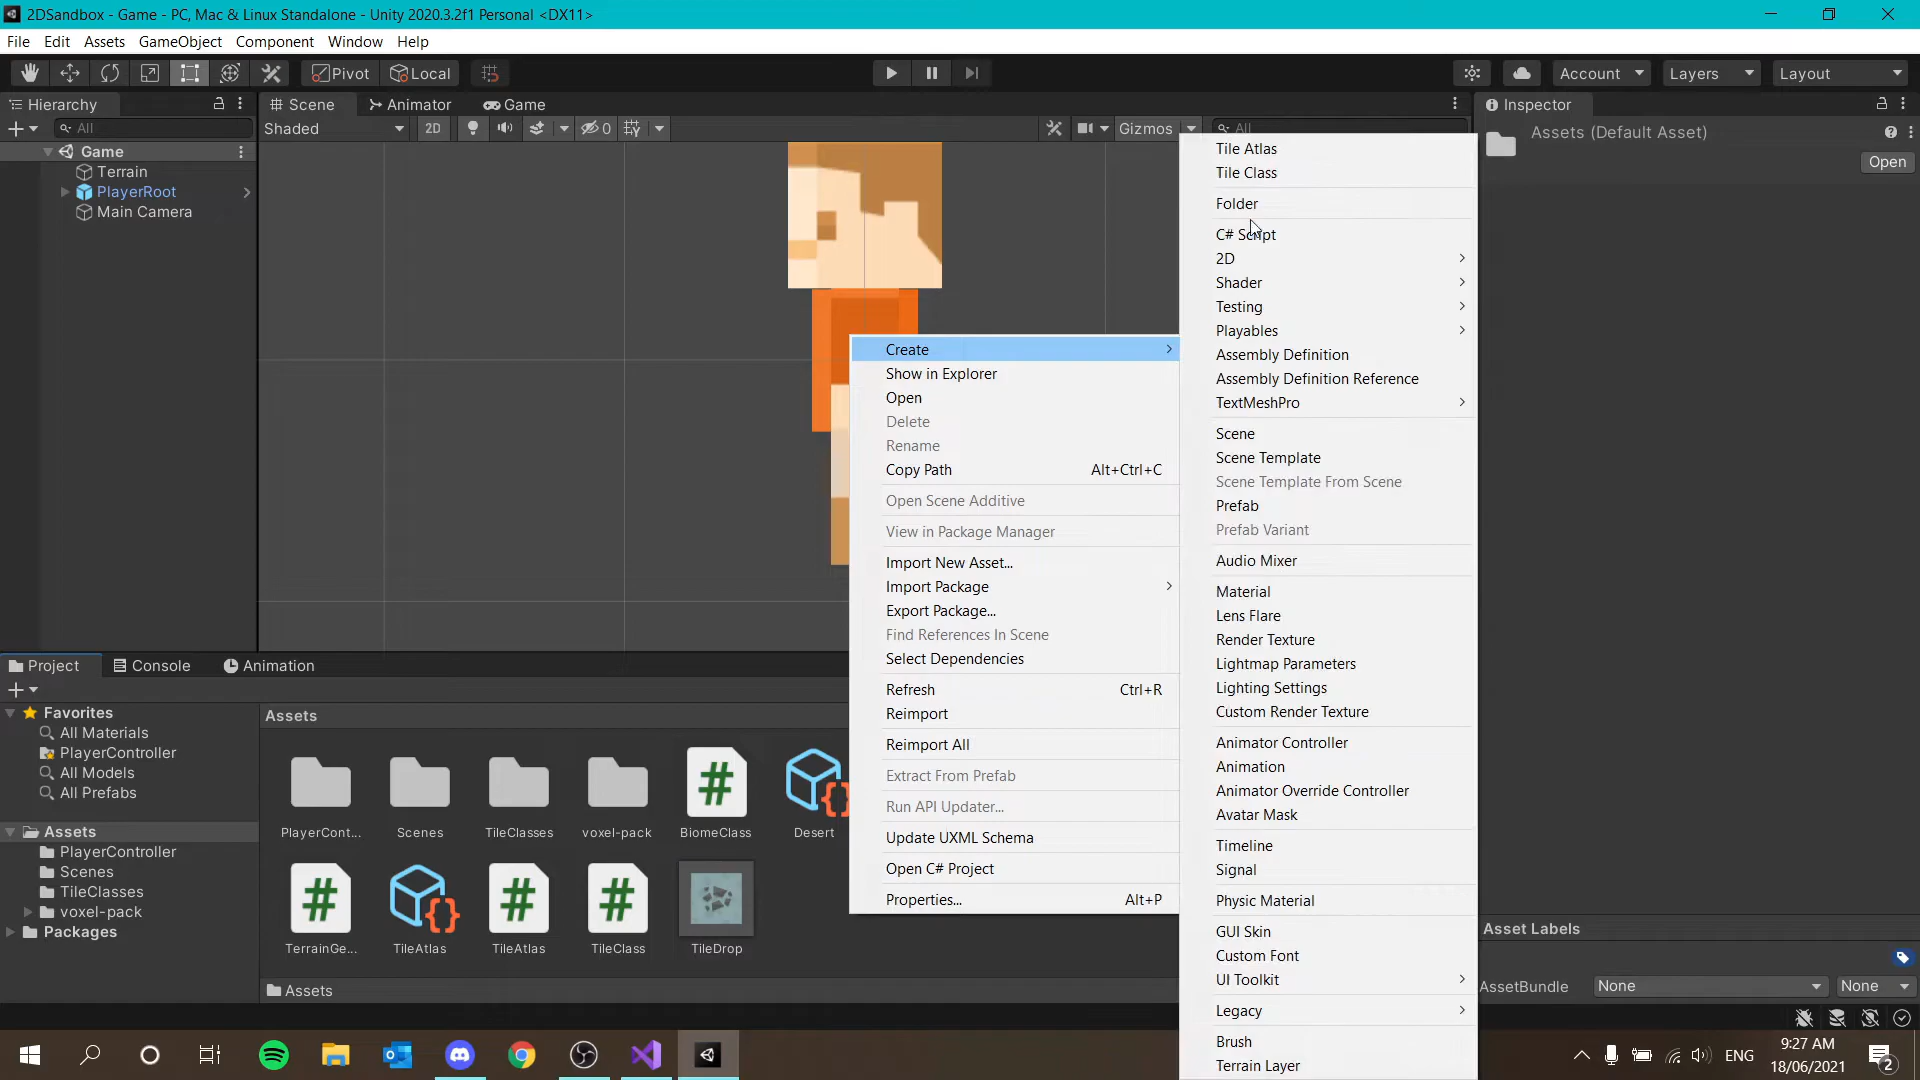 2DSandbox - Game - PC, Mac & Linux Standalone - Unity 2020.3.2f1 Personal <DX11>
File Edit Assets GameObject Component Window Help
Pivot Local Account Layers Layout
Hierarchy
All
Game
Terrain
PlayerRoot
Main Camera
Scene Animator Game
Shaded 2D 0 Gizmos All
Inspector
Assets (Default Asset)
Open
Create
Show in Explorer
Open
Delete
Rename
Copy Path Alt+Ctrl+C
Open Scene Additive
View in Package Manager
Import New Asset...
Import Package
Export Package...
Find References In Scene
Select Dependencies
Refresh Ctrl+R
Reimport
Reimport All
Extract From Prefab
Run API Updater...
Update UXML Schema
Open C# Project
Properties... Alt+P
Tile Atlas
Tile Class
Folder
C# Script
2D
Shader
Testing
Playables
Assembly Definition
Assembly Definition Reference
TextMeshPro
Scene
Scene Template
Scene Template From Scene
Prefab
Prefab Variant
Audio Mixer
Material
Lens Flare
Render Texture
Lightmap Parameters
Lighting Settings
Custom Render Texture
Animator Controller
Animation
Animator Override Controller
Avatar Mask
Timeline
Signal
Physic Material
GUI Skin
Custom Font
UI Toolkit
Legacy
Brush
Terrain Layer
Project Console Animation
Favorites
All Materials
PlayerController
All Models
All Prefabs
Assets
PlayerController
Scenes
TileClasses
voxel-pack
Packages
Assets
PlayerCont... Scenes TileClasses voxel-pack BiomeClass Desert
TerrainGe... TileAtlas TileAtlas TileClass TileDrop
Assets
Asset Labels
AssetBundle None None
ENG
9:27 AM
18/06/2021
2